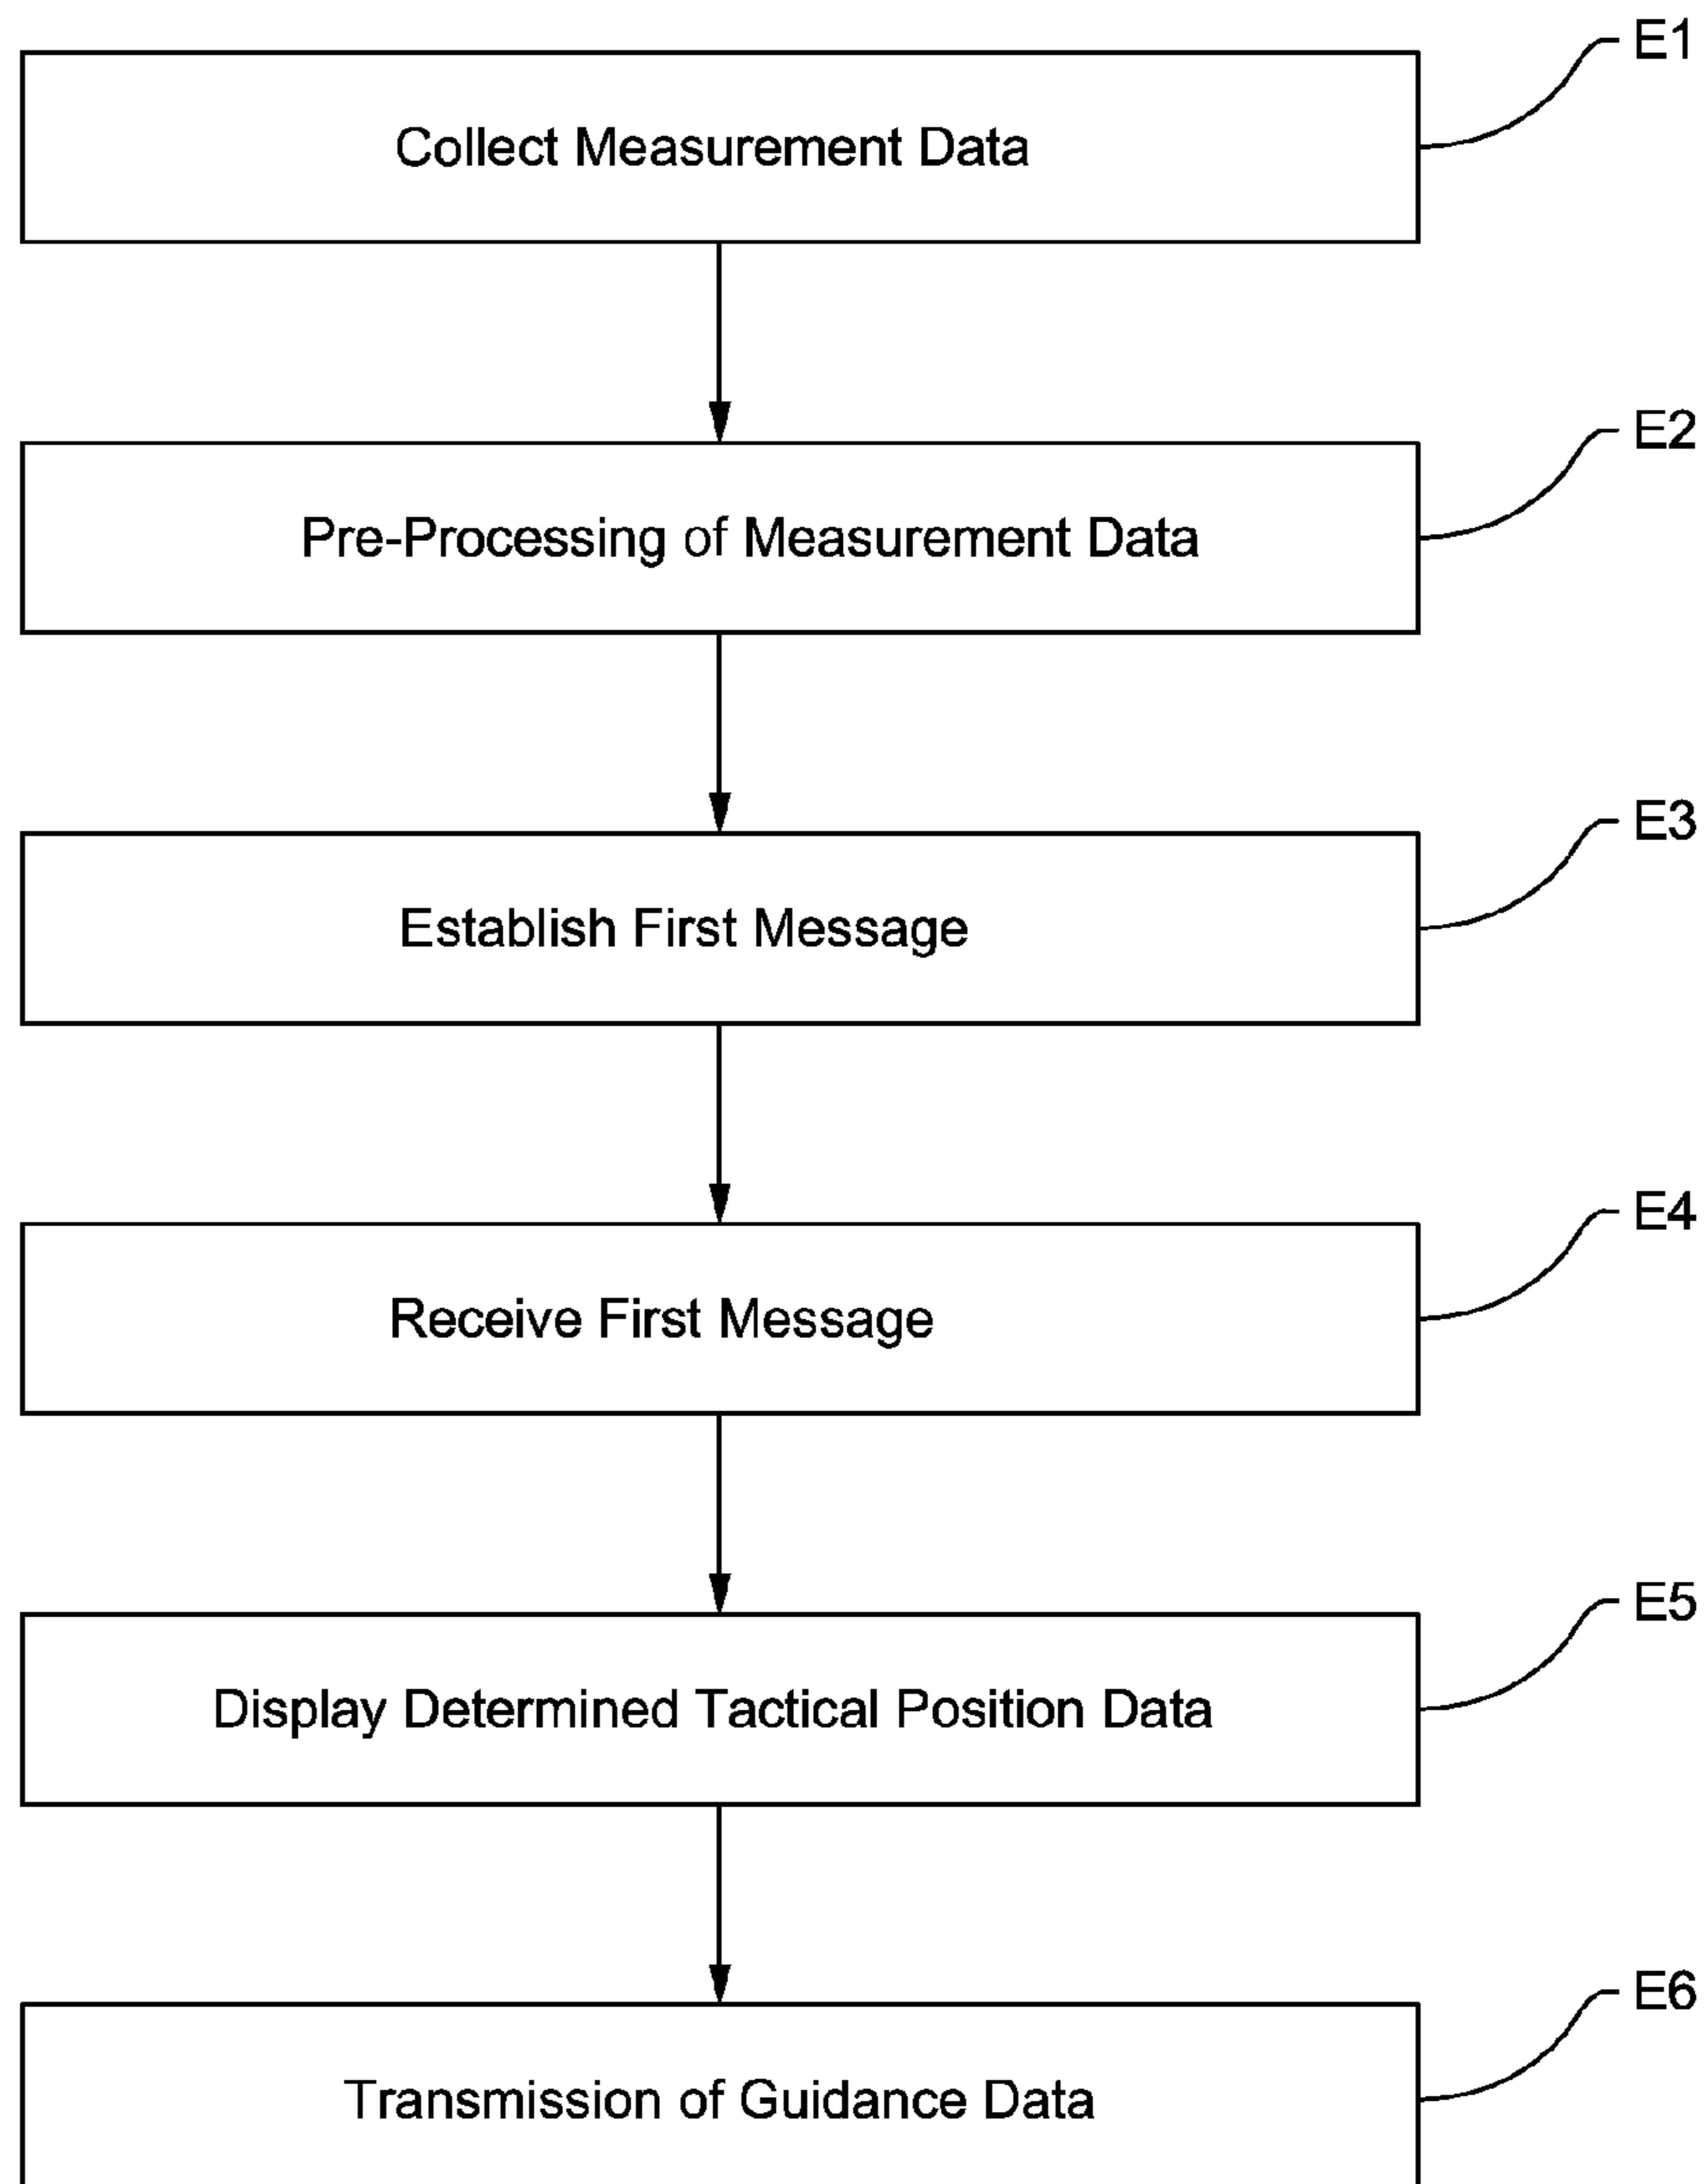 E1
Collect Measurement Data
E2
Pre-Processing of Measurement Data
E3
Establish First Message
E4
Receive First Message
E5
Display Determined Tactical Position Data
E6
Transmission of Guidance Data